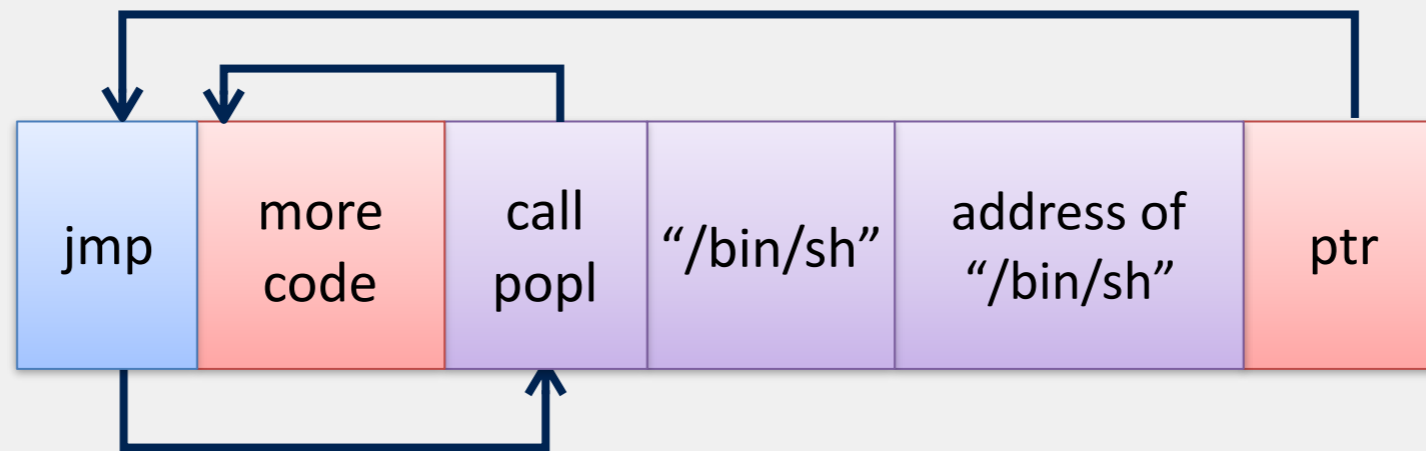 jmp
more
code
call
popl
“/bin/sh”
address of
“/bin/sh”
ptr